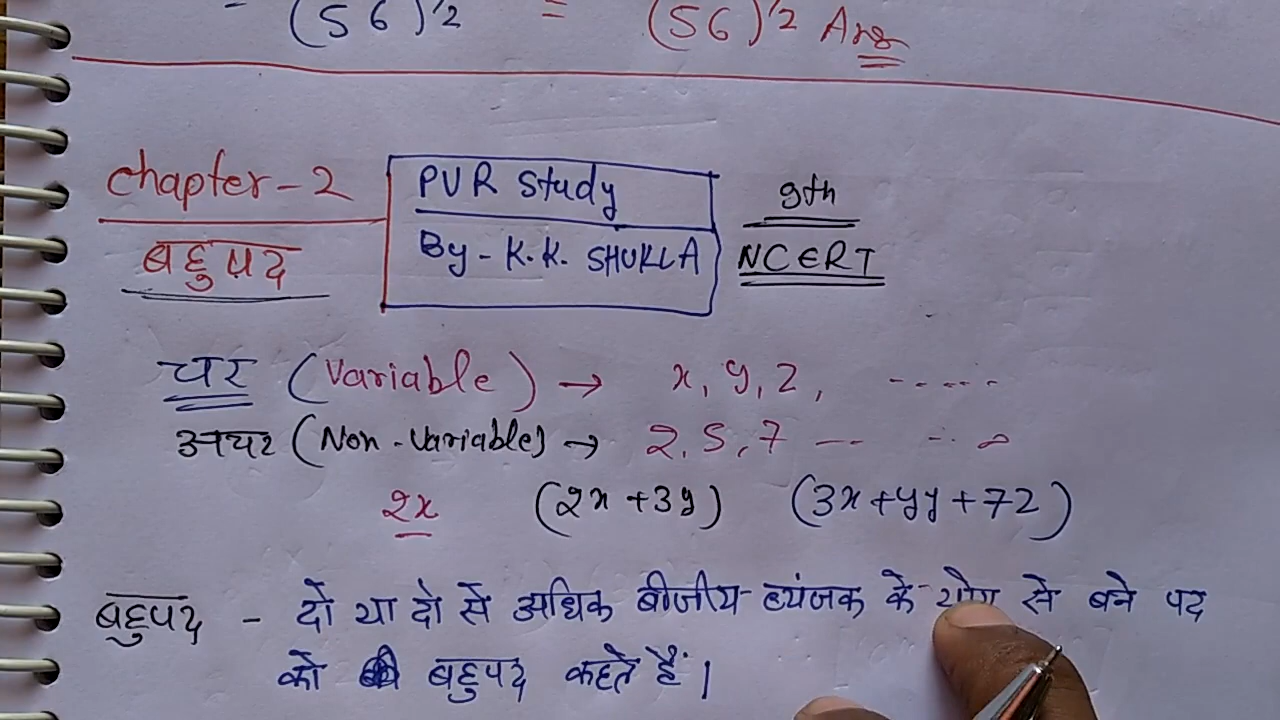 (56)^1/2 = (56)^1/2 Ans
chapter-2
बहुपद
PVR Study
By - K.K. SHUKLA
9th
NCERT
चर (Variable) → x, y, z, -----
अचर (Non-Variable) → 2, 5, 7 -- - - -
2x (2x+3y) (3x+4y+7z)
बहुपद - दो या दो से अधिक बीजीय व्यंजक के योग से बने पद
को बहुपद कहते हैं।